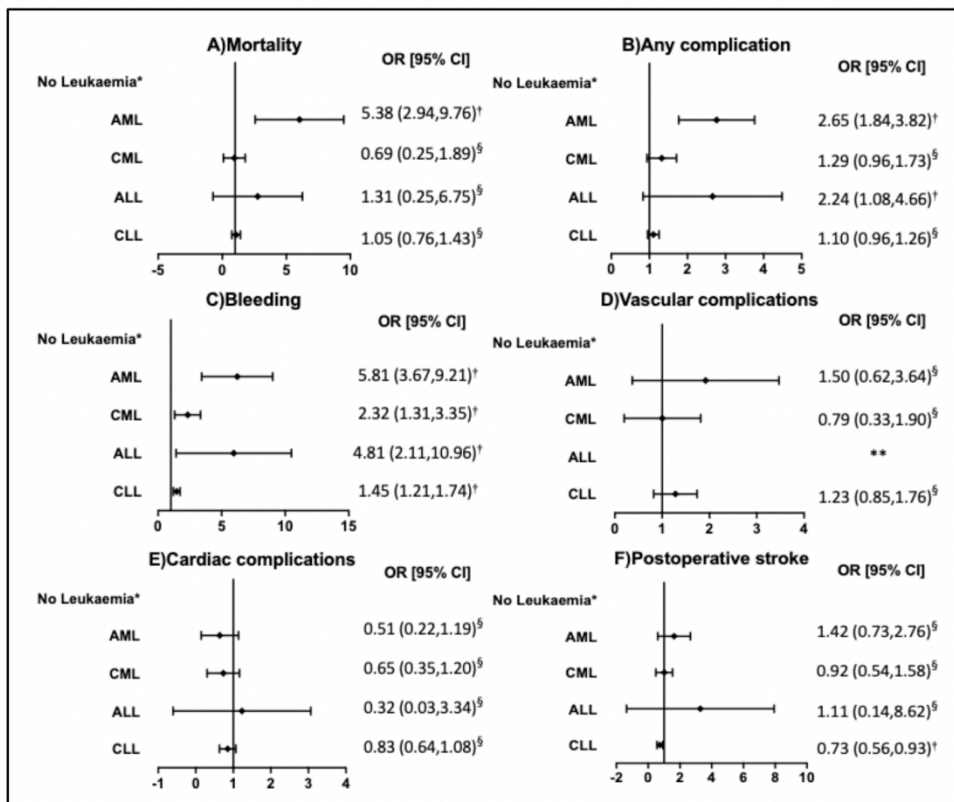 A)Mortality
OR [95% CI]
No Leukaemia*
AML 5.38 (2.94,9.76)†
CML 0.69 (0.25,1.89)§
ALL 1.31 (0.25,6.75)§
CLL 1.05 (0.76,1.43)§
-5 0 5 10
B)Any complication
OR [95% CI]
No Leukaemia*
AML 2.65 (1.84,3.82)†
CML 1.29 (0.96,1.73)§
ALL 2.24 (1.08,4.66)†
CLL 1.10 (0.96,1.26)§
0 1 2 3 4 5
C)Bleeding
OR [95% CI]
No Leukaemia*
AML 5.81 (3.67,9.21)†
CML 2.32 (1.31,3.35)†
ALL 4.81 (2.11,10.96)†
CLL 1.45 (1.21,1.74)†
0 5 10 15
D)Vascular complications
OR [95% CI]
No Leukaemia*
AML 1.50 (0.62,3.64)§
CML 0.79 (0.33,1.90)§
ALL **
CLL 1.23 (0.85,1.76)§
0 1 2 3 4
E)Cardiac complications
OR [95% CI]
No Leukaemia*
AML 0.51 (0.22,1.19)§
CML 0.65 (0.35,1.20)§
ALL 0.32 (0.03,3.34)§
CLL 0.83 (0.64,1.08)§
-1 0 1 2 3 4
F)Postoperative stroke
OR [95% CI]
No Leukaemia*
AML 1.42 (0.73,2.76)§
CML 0.92 (0.54,1.58)§
ALL 1.11 (0.14,8.62)§
CLL 0.73 (0.56,0.93)†
-2 0 2 4 6 8 10